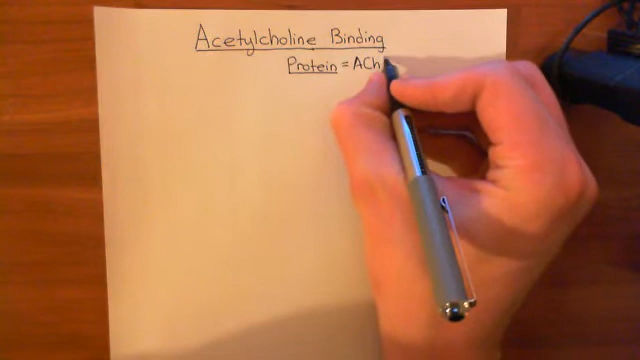 Acetylcholine Binding
Protein = ACh